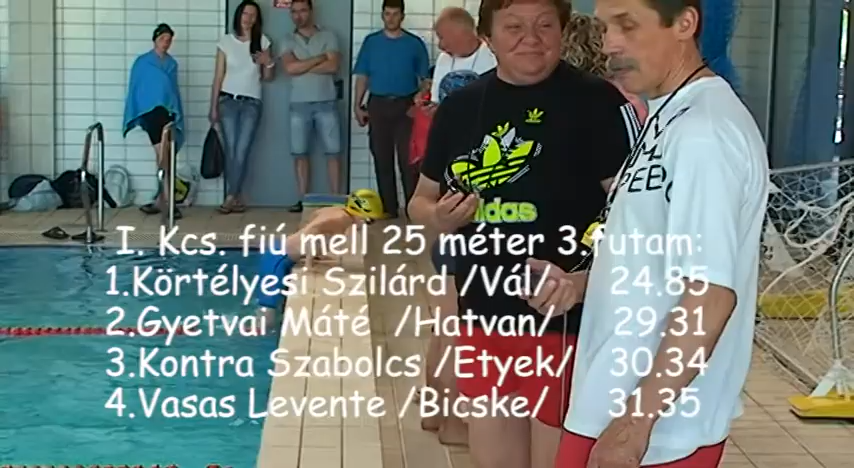 adidas
SPEE
I. Kcs. fiú mell 25 méter 3.futam:
1.Körtélyesi Szilárd /Vál/ 24.85
2.Gyetvai Máté /Hatvan/ 29.31
3.Kontra Szabolcs /Etyek/ 30.34
4.Vasas Levente /Bicske/ 31.35